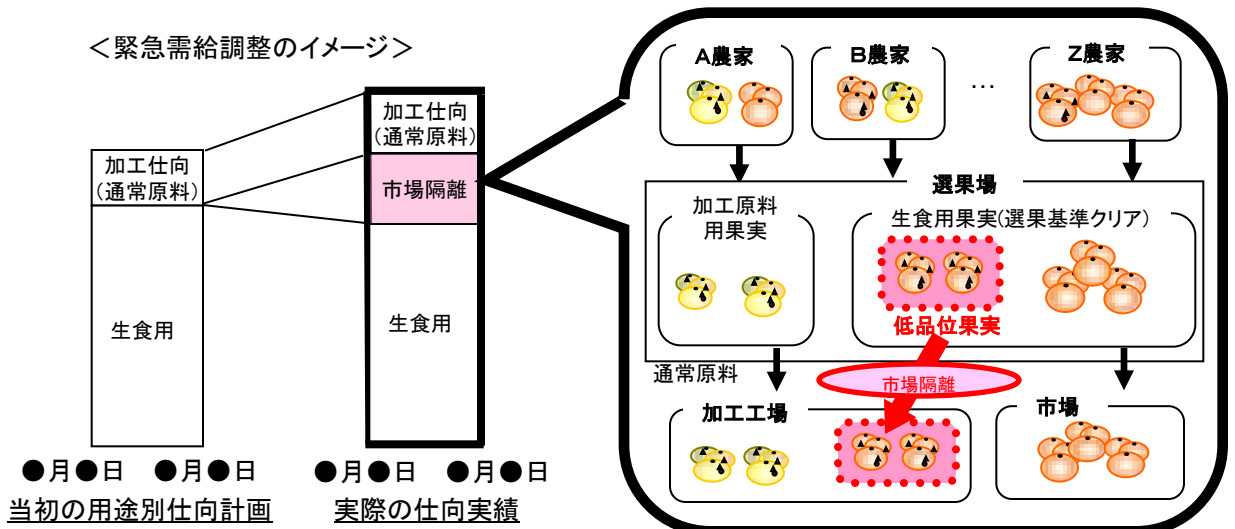 ＜緊急需給調整のイメージ＞
加工仕向
(通常原料)
生食用
●月●日　●月●日
当初の用途別仕向計画
加工仕向
(通常原料)
市場隔離
生食用
●月●日　●月●日
実際の仕向実績
A農家
B農家
…
Z農家
選果場
加工原料
用果実
生食用果実(選果基準クリア)
低品位果実
通常原料
市場隔離
加工工場
市場